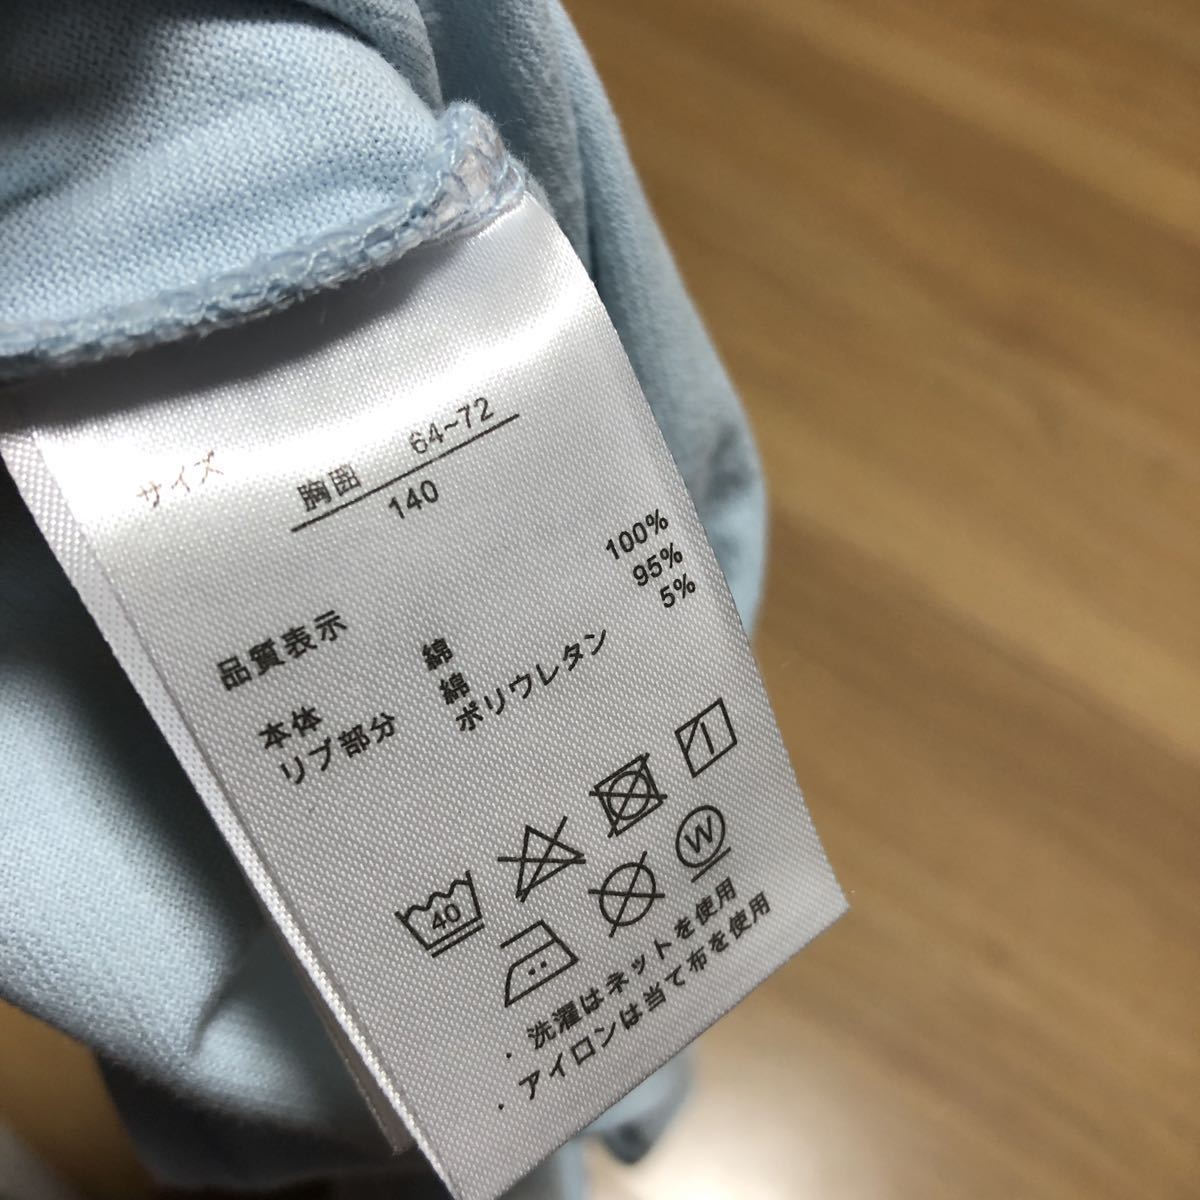 サイズ
胸囲 64~72
140
品質表示
本体 綿 100%
リブ部分 綿 95%
ポリウレタン 5%
40
W
・洗濯はネットを使用
・アイロンは当て布を使用